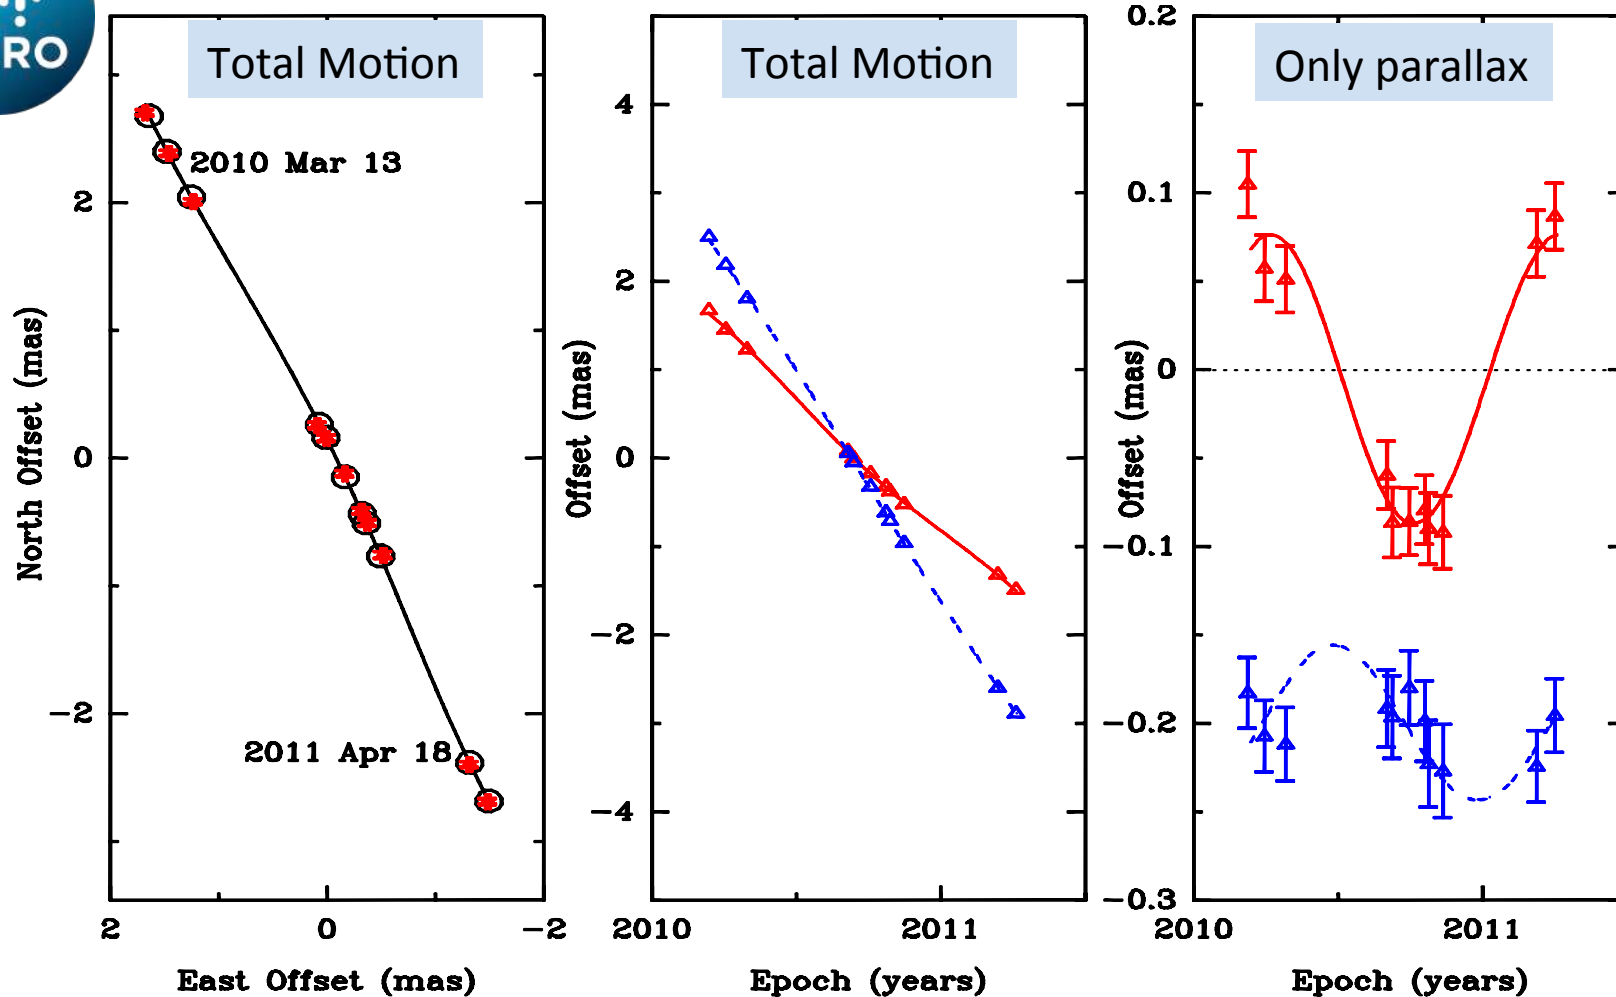 RO
Total Motion
2010 Mar 13
2011 Apr 18
2
0
−2
North Offset (mas)
2
0
−2
East Offset (mas)
Total Motion
4
2
0
−2
−4
Offset (mas)
2010
2011
Epoch (years)
Only parallax
0.2
0.1
0
−0.1
−0.2
−0.3
Offset (mas)
2010
2011
Epoch (years)